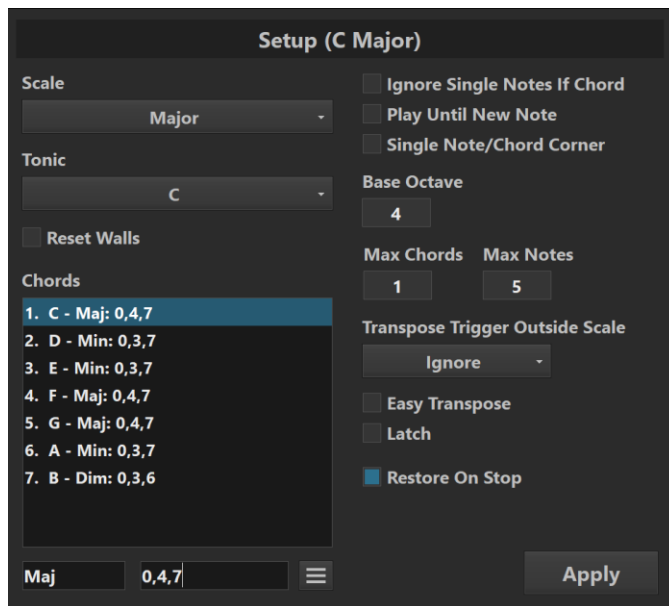 Setup (C Major)
Scale
Major
Tonic
C
Reset Walls
Chords
1. C - Maj: 0,4,7
2. D - Min: 0,3,7
3. E - Min: 0,3,7
4. F - Maj: 0,4,7
5. G - Maj: 0,4,7
6. A - Min: 0,3,7
7. B - Dim: 0,3,6
Maj 0,4,7
Ignore Single Notes If Chord
Play Until New Note
Single Note/Chord Corner
Base Octave
4
Max Chords Max Notes
1 5
Transpose Trigger Outside Scale
Ignore
Easy Transpose
Latch
Restore On Stop
Apply